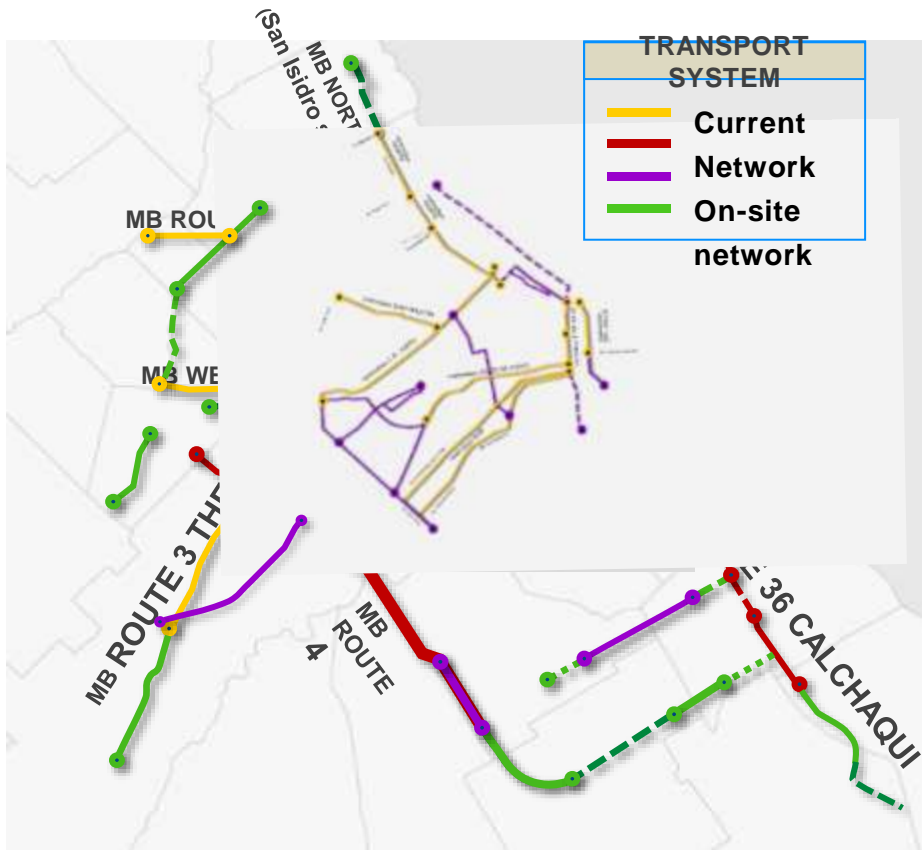 MB NORT
(San Isidro s
TRANSPORT
SYSTEM
Current
Network
On-site
network
MB ROU
MB WE
MB ROUTE 3 THE
MB
ROUTE
4
E 36 CALCHAQUI